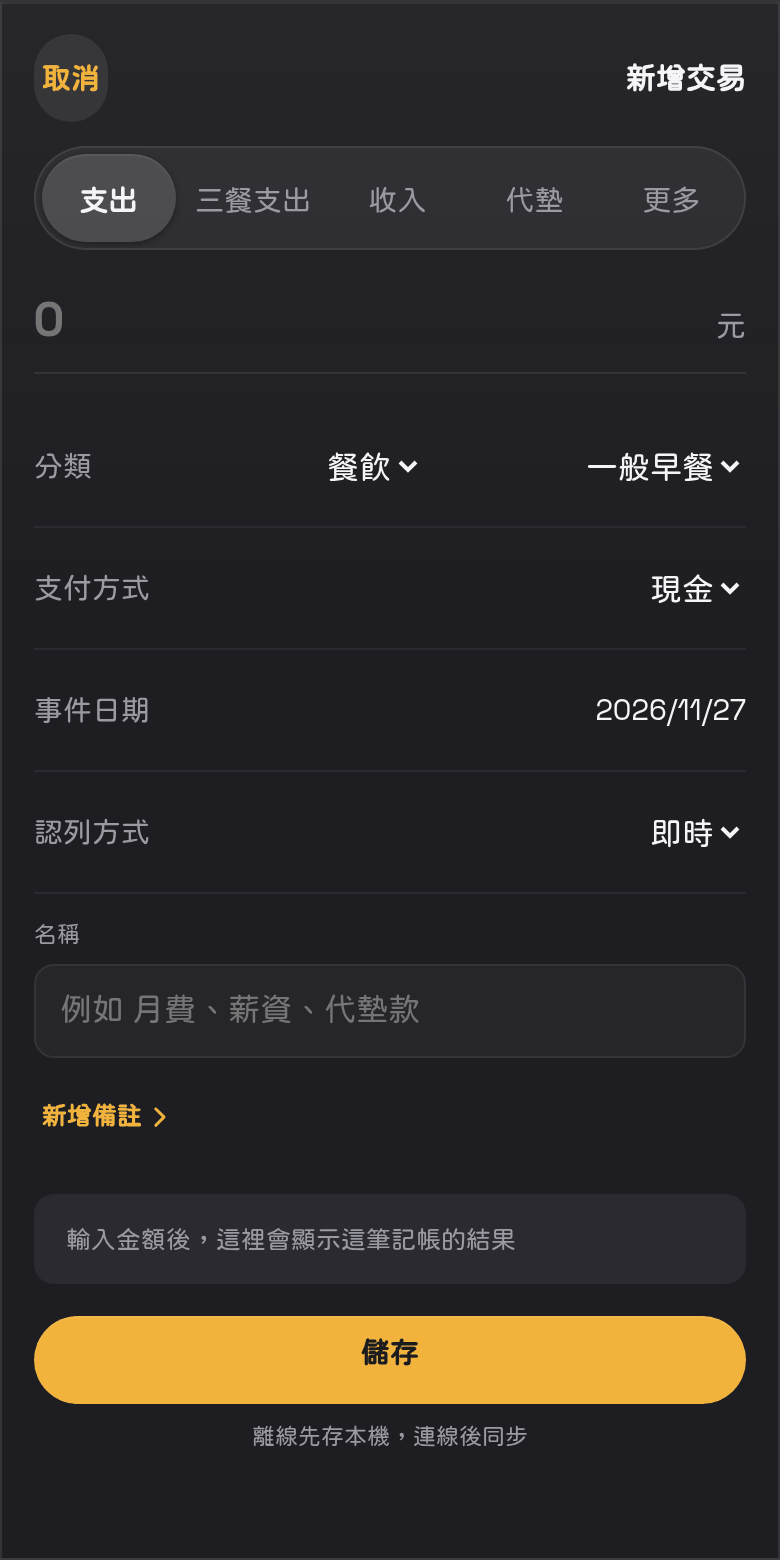 取消 新增交易
支出 三餐支出 收入 代墊 更多
0 元
分類 餐飲 一般早餐
支付方式 現金
事件日期 2026/11/27
認列方式 即時
名稱
例如 月費、薪資、代墊款
新增備註
輸入金額後，這裡會顯示這筆記帳的結果
儲存
離線先存本機，連線後同步